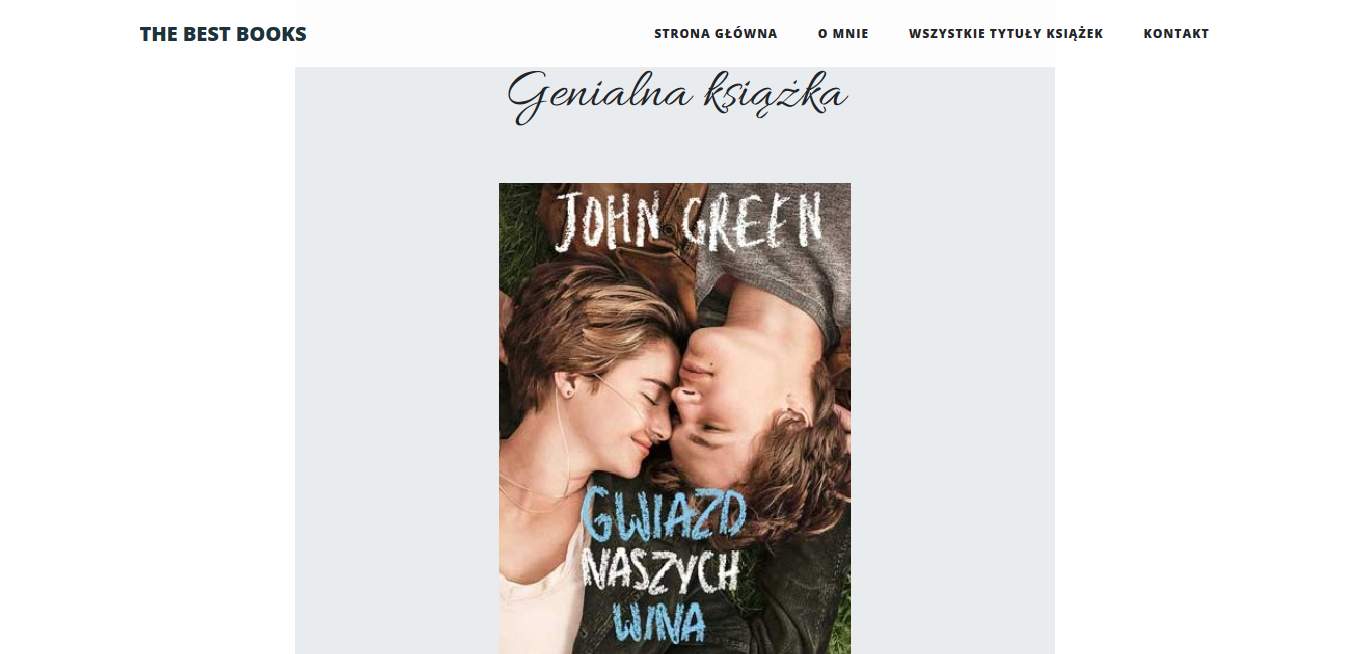 THE BEST BOOKS
STRONA GŁÓWNA O MNIE WSZYSTKIE TYTUŁY KSIĄŻEK KONTAKT
Genialna książka
JOHN GREEN
GWIAZD
NASZYCH
WINA